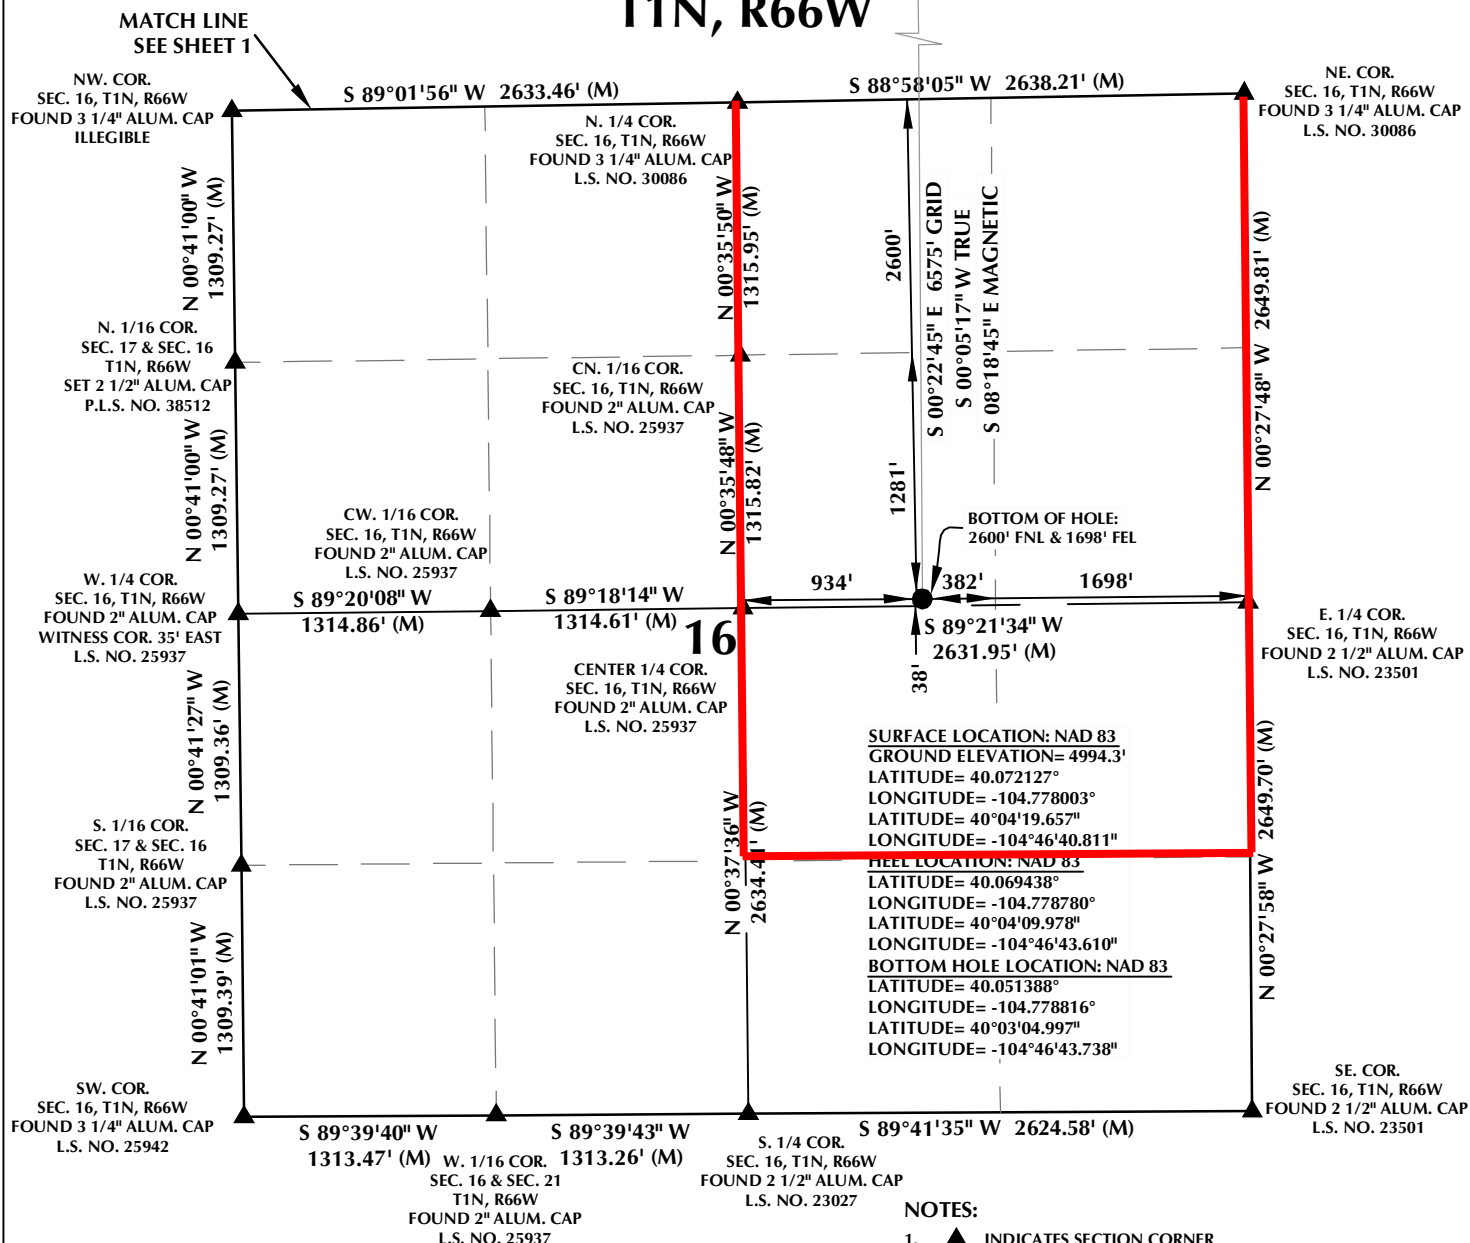 T1N, R66W
MATCH LINE
SEE SHEET 1
NW. COR.
SEC. 16, T1N, R66W
FOUND 3 1/4" ALUM. CAP
ILLEGIBLE
S 89°01'56" W 2633.46' (M)
S 88°58'05" W 2638.21' (M)
NE. COR.
SEC. 16, T1N, R66W
FOUND 3 1/4" ALUM. CAP
L.S. NO. 30086
N. 1/4 COR.
SEC. 16, T1N, R66W
FOUND 3 1/4" ALUM. CAP
L.S. NO. 30086
N 00°41'00" W
1309.27' (M)
N 00°35'50" W
1315.95' (M)
2600'
S 00°22'45" E 6575' GRID
S 00°05'17" W TRUE
S 08°18'45" E MAGNETIC
N 00°27'48" W 2649.81' (M)
N. 1/16 COR.
SEC. 17 & SEC. 16
T1N, R66W
SET 2 1/2" ALUM. CAP
P.L.S. NO. 38512
CN. 1/16 COR.
SEC. 16, T1N, R66W
FOUND 2" ALUM. CAP
L.S. NO. 25937
N 00°41'00" W
1309.27' (M)
N 00°35'48" W
1315.82' (M)
1281'
CW. 1/16 COR.
SEC. 16, T1N, R66W
FOUND 2" ALUM. CAP
L.S. NO. 25937
BOTTOM OF HOLE:
2600' FNL & 1698' FEL
W. 1/4 COR.
SEC. 16, T1N, R66W
FOUND 2" ALUM. CAP
WITNESS COR. 35' EAST
L.S. NO. 25937
S 89°20'08" W
1314.86' (M)
S 89°18'14" W
1314.61' (M)
934'
382'
1698'
16
S 89°21'34" W
2631.95' (M)
38'
E. 1/4 COR.
SEC. 16, T1N, R66W
FOUND 2 1/2" ALUM. CAP
L.S. NO. 23501
CENTER 1/4 COR.
SEC. 16, T1N, R66W
FOUND 2" ALUM. CAP
L.S. NO. 25937
N 00°41'27" W
1309.36' (M)
SURFACE LOCATION: NAD 83
GROUND ELEVATION= 4994.3'
LATITUDE= 40.072127°
LONGITUDE= -104.778003°
LATITUDE= 40°04'19.657"
LONGITUDE= -104°46'40.811"
HEEL LOCATION: NAD 83
LATITUDE= 40.069438°
LONGITUDE= -104.778780°
LATITUDE= 40°04'09.978"
LONGITUDE= -104°46'43.610"
BOTTOM HOLE LOCATION: NAD 83
LATITUDE= 40.051388°
LONGITUDE= -104.778816°
LATITUDE= 40°03'04.997"
LONGITUDE= -104°46'43.738"
N 00°37'36" W
2634.41' (M)
N 00°27'58" W 2649.70' (M)
S. 1/16 COR.
SEC. 17 & SEC. 16
T1N, R66W
FOUND 2" ALUM. CAP
L.S. NO. 25937
N 00°41'01" W
1309.39' (M)
SW. COR.
SEC. 16, T1N, R66W
FOUND 3 1/4" ALUM. CAP
L.S. NO. 25942
SE. COR.
SEC. 16, T1N, R66W
FOUND 2 1/2" ALUM. CAP
L.S. NO. 23501
S 89°39'40" W
1313.47' (M)
S 89°39'43" W
1313.26' (M)
S 89°41'35" W 2624.58' (M)
W. 1/16 COR.
SEC. 16 & SEC. 21
T1N, R66W
FOUND 2" ALUM. CAP
L.S. NO. 25937
S. 1/4 COR.
SEC. 16, T1N, R66W
FOUND 2 1/2" ALUM. CAP
L.S. NO. 23027
NOTES:
1. INDICATES SECTION CORNER